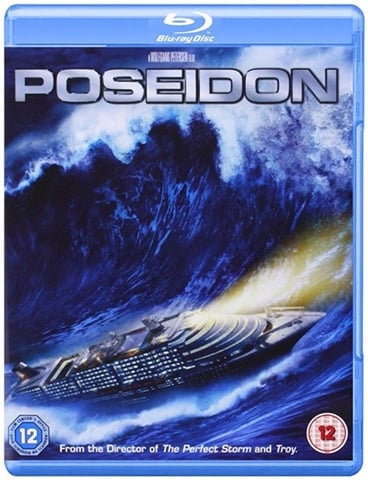 Blu-ray Disc
A WOLFGANG PETERSEN FILM
POSEIDON
12
12
From the Director of The Perfect Storm and Troy.